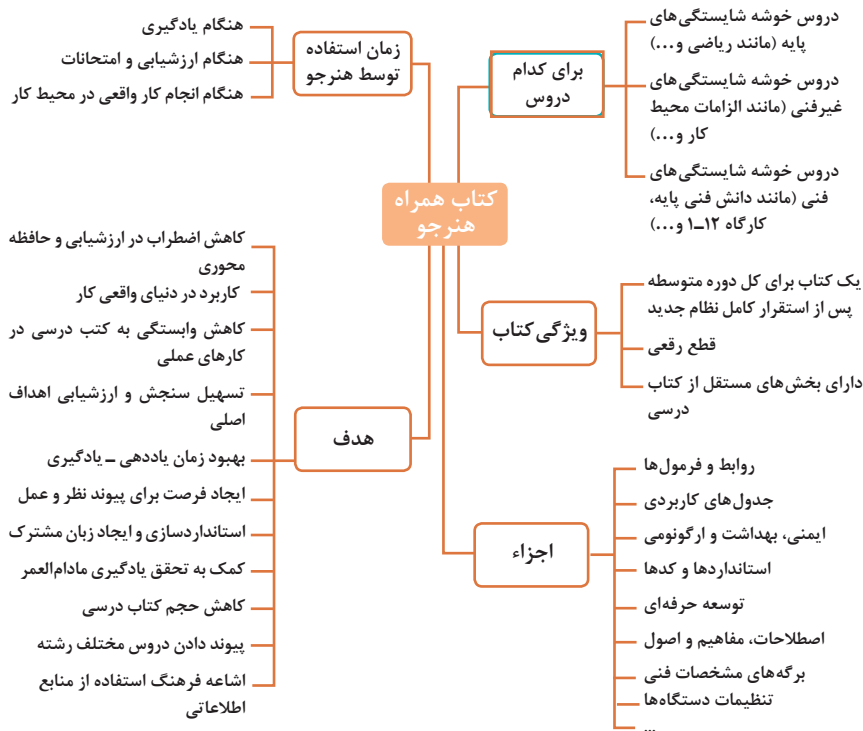 کتاب همراه
هنرجو
برای کدام
دروس
دروس خوشه شایستگی‌های
پایه (مانند ریاضی و...)
دروس خوشه شایستگی‌های
غیرفنی (مانند الزامات محیط
کار و...)
دروس خوشه شایستگی‌های
فنی (مانند دانش فنی پایه،
کارگاه ۱۲ـ۱ و...)
زمان استفاده
توسط هنرجو
هنگام یادگیری
هنگام ارزشیابی و امتحانات
هنگام انجام کار واقعی در محیط کار
ویژگی کتاب
یک کتاب برای کل دوره متوسطه
پس از استقرار کامل نظام جدید
قطع رقعی
دارای بخش‌های مستقل از کتاب
درسی
هدف
کاهش اضطراب در ارزشیابی و حافظه
محوری
کاربرد در دنیای واقعی کار
کاهش وابستگی به کتب درسی در
کارهای عملی
تسهیل سنجش و ارزشیابی اهداف
اصلی
بهبود زمان یاددهی ـ یادگیری
ایجاد فرصت برای پیوند نظر و عمل
استانداردسازی و ایجاد زبان مشترک
کمک به تحقق یادگیری مادام‌العمر
کاهش حجم کتاب درسی
پیوند دادن دروس مختلف رشته
اشاعه فرهنگ استفاده از منابع
اطلاعاتی
اجزاء
روابط و فرمول‌ها
جدول‌های کاربردی
ایمنی، بهداشت و ارگونومی
استانداردها و کدها
توسعه حرفه‌ای
اصطلاحات، مفاهیم و اصول
برگه‌های مشخصات فنی
تنظیمات دستگاه‌ها
...